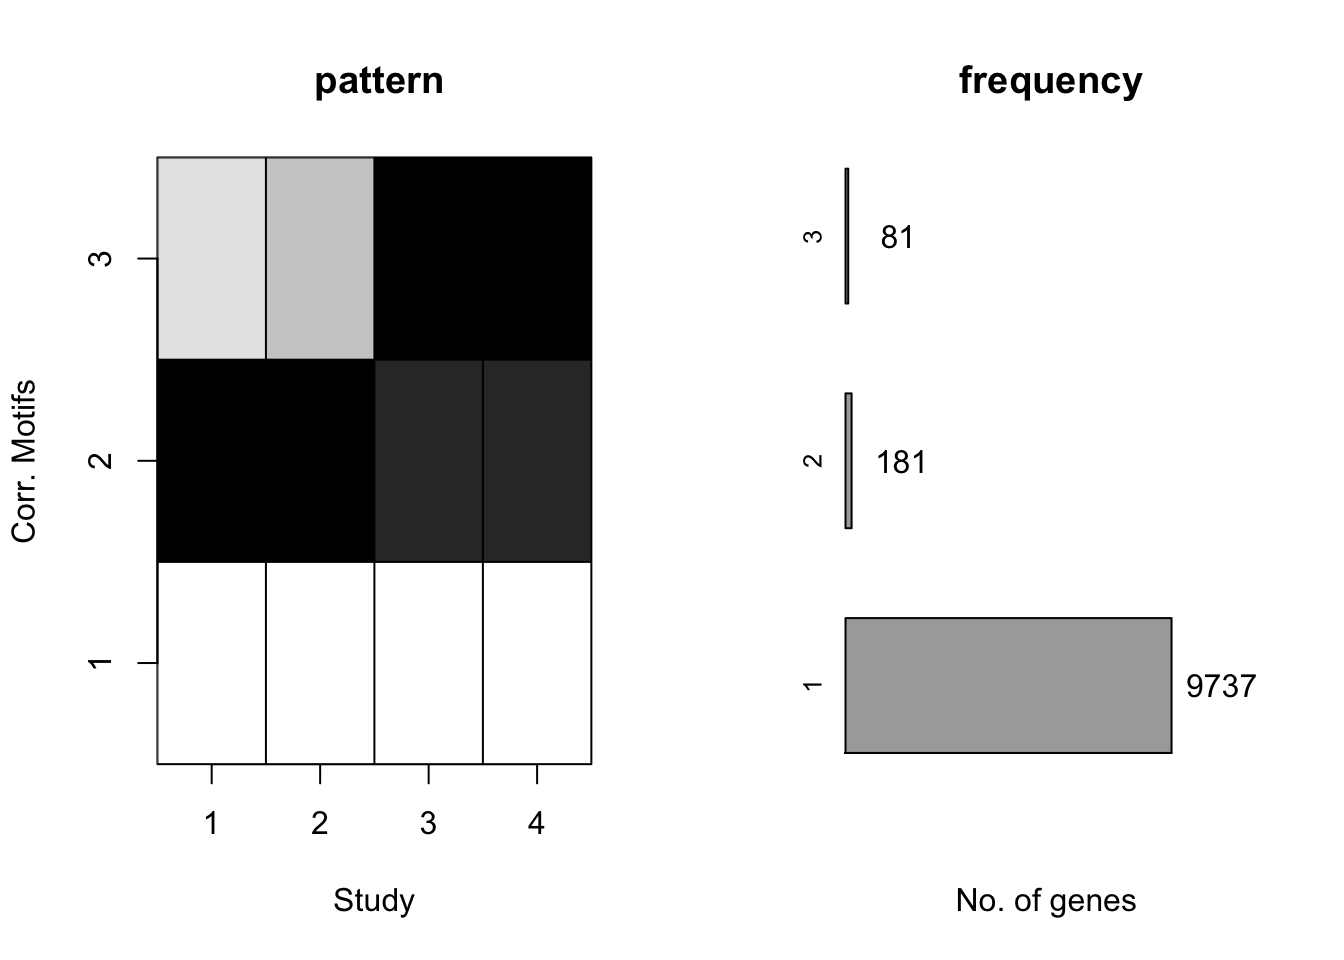 pattern
Corr. Motifs
3
2
1
1 2 3 4
Study
frequency
3 81
2 181
1 9737
No. of genes